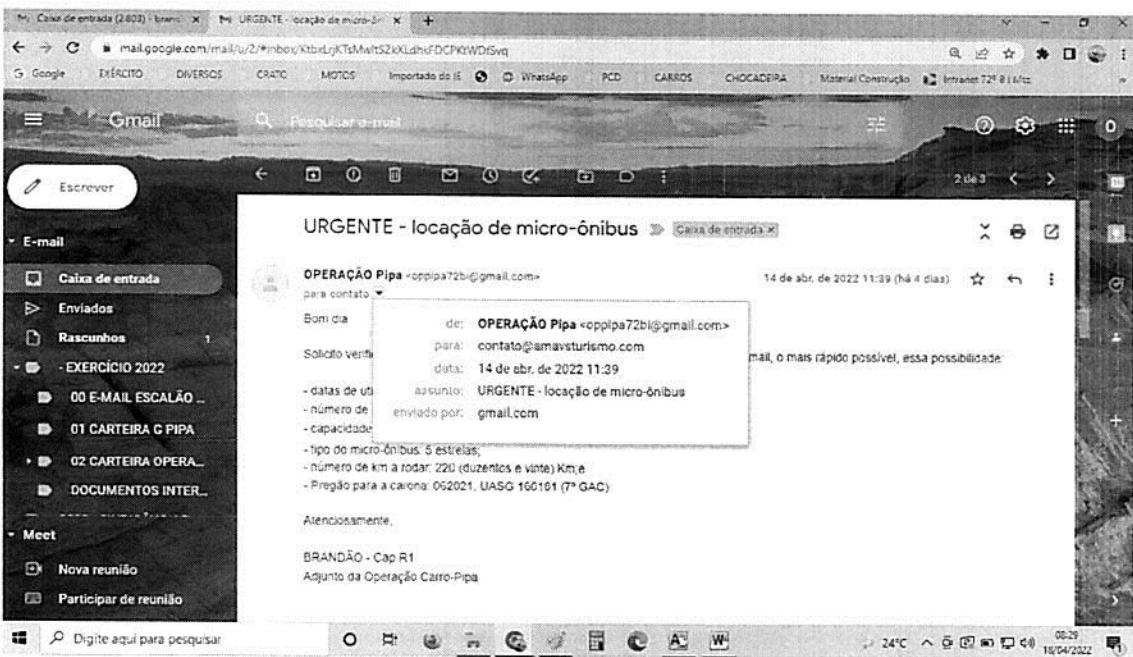 Caixa de entrada (2.803) - brand
URGENTE - locação de micro-ôn
mail.google.com/mail/u/2/#inbox/
Google EXÉRCITO DIVERSOS CRATO MOTOS Importado do IE WhatsApp PCD CARROS CHOCADEIRA Material Construção Intranet 72º B I Mtz
Gmail
Pesquisar e-mail
Escrever
2 de 3
URGENTE - locação de micro-ônibus
Caixa de entrada x
E-mail
Caixa de entrada
Enviados
Rascunhos 1
- EXERCÍCIO 2022
00 E-MAIL ESCALÃO ...
01 CARTEIRA G PIPA
02 CARTEIRA OPERA...
DOCUMENTOS INTER...
Meet
Nova reunião
Participar de reunião
OPERAÇÃO Pipa <oppipa72bi@gmail.com>
14 de abr. de 2022 11:39 (há 4 dias)
para contato
Bom dia
Solicito verifi
mail, o mais rápido possível, essa possibilidade:
de: OPERAÇÃO Pipa <oppipa72bi@gmail.com>
para: contato@amavsturismo.com
data: 14 de abr. de 2022 11:39
assunto: URGENTE - locação de micro-ônibus
enviado por: gmail.com
- datas de uti
- número de
- capacidade
- tipo do micro-ônibus: 5 estrelas;
- número de km a rodar: 220 (duzentos e vinte) Km;e
- Pregão para a carona: 062021, UASG 160181 (7º GAC)
Atenciosamente,
BRANDÃO - Cap R1
Adjunto da Operação Carro-Pipa
Digite aqui para pesquisar
24°C
08:29
18/04/2022